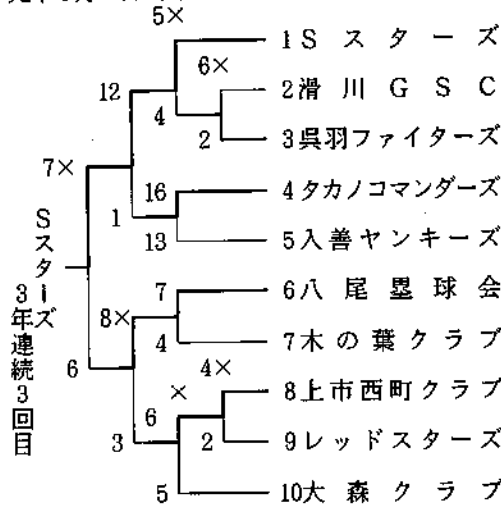 5×
1 S スターズ
6×
2 滑川GSC
12
4
2
3 呉羽ファイターズ
7×
16
4 タカノコマンダーズ
1
13
5 入善ヤンキーズ
Sスターズ
3年連続3回目
7
6 八尾塁球会
8×
4
7 木の葉クラブ
6
4×
×
8 上市西町クラブ
6
3
2
9 レッドスターズ
5
10 大森クラブ